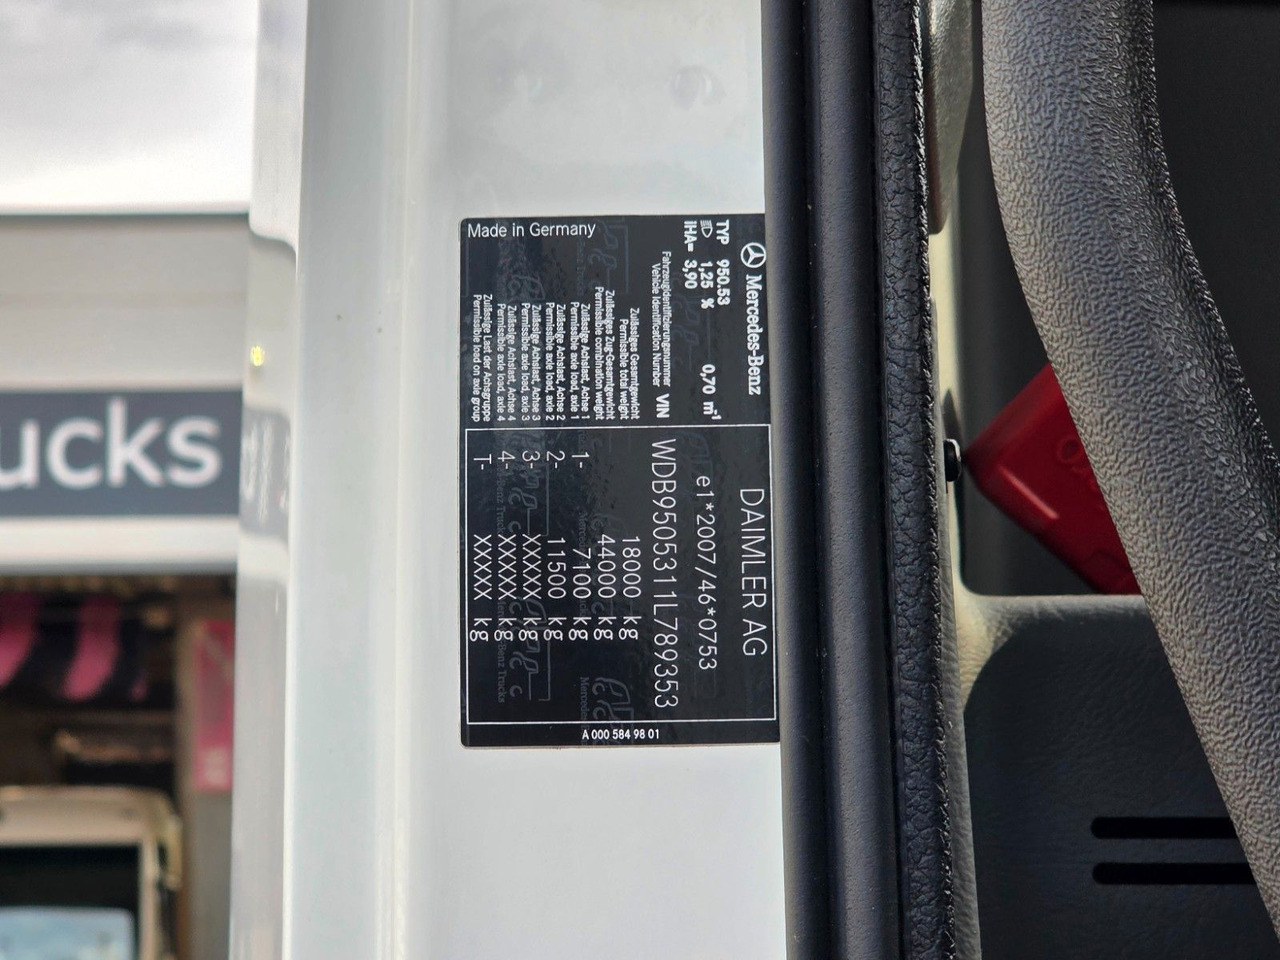 Mercedes-Benz
TYP 950.53
1,25 % 0,70 m-1
IHA= 3,90
DAIMLER AG
e1*2007/46*0753
Fahrzeugidentifizierungsnummer
Vehicle Identification Number VIN WDB9505311L789353
Zulässiges Gesamtgewicht
Permissible total weight 18000 kg
Zulässiges Zug-Gesamtgewicht
Permissible combination weight 44000 kg
Zulässige Achslast, Achse 1
Permissible axle load, axle 1 1- 7100 kg
Zulässige Achslast, Achse 2
Permissible axle load, axle 2 2- 11500 kg
Zulässige Achslast, Achse 3
Permissible axle load, axle 3 3- XXXXX kg
Zulässige Achslast, Achse 4
Permissible axle load, axle 4 4- XXXXX kg
Zulässige Last der Achsgruppe
Permissible load on axle group T- XXXXX kg
Made in Germany
A 000 584 98 01
ucks